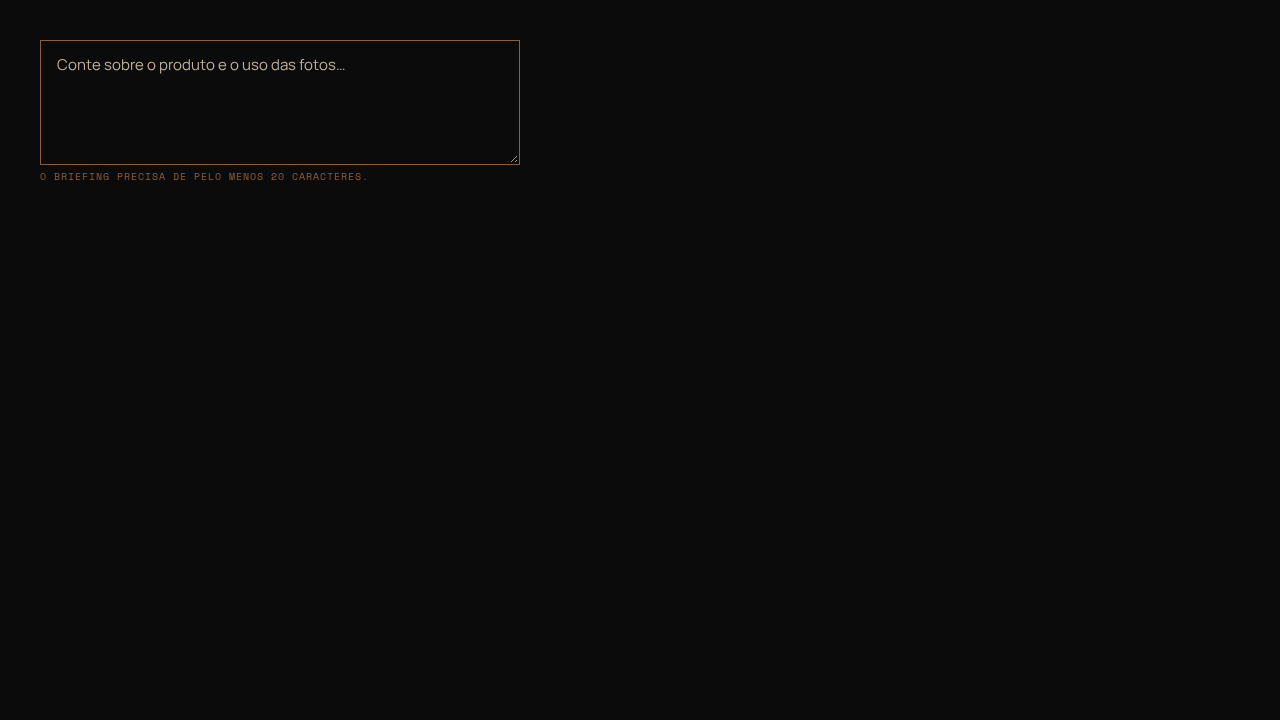 Conte sobre o produto e o uso das fotos…
O BRIEFING PRECISA DE PELO MENOS 20 CARACTERES.